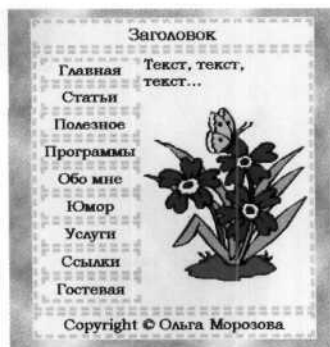 Заголовок
Главная
Статьи
Полезное
Программы
Обо мне
Юмор
Услуги
Ссылки
Гостевая
Текст, текст,
текст...
Copyright © Ольга Морозова